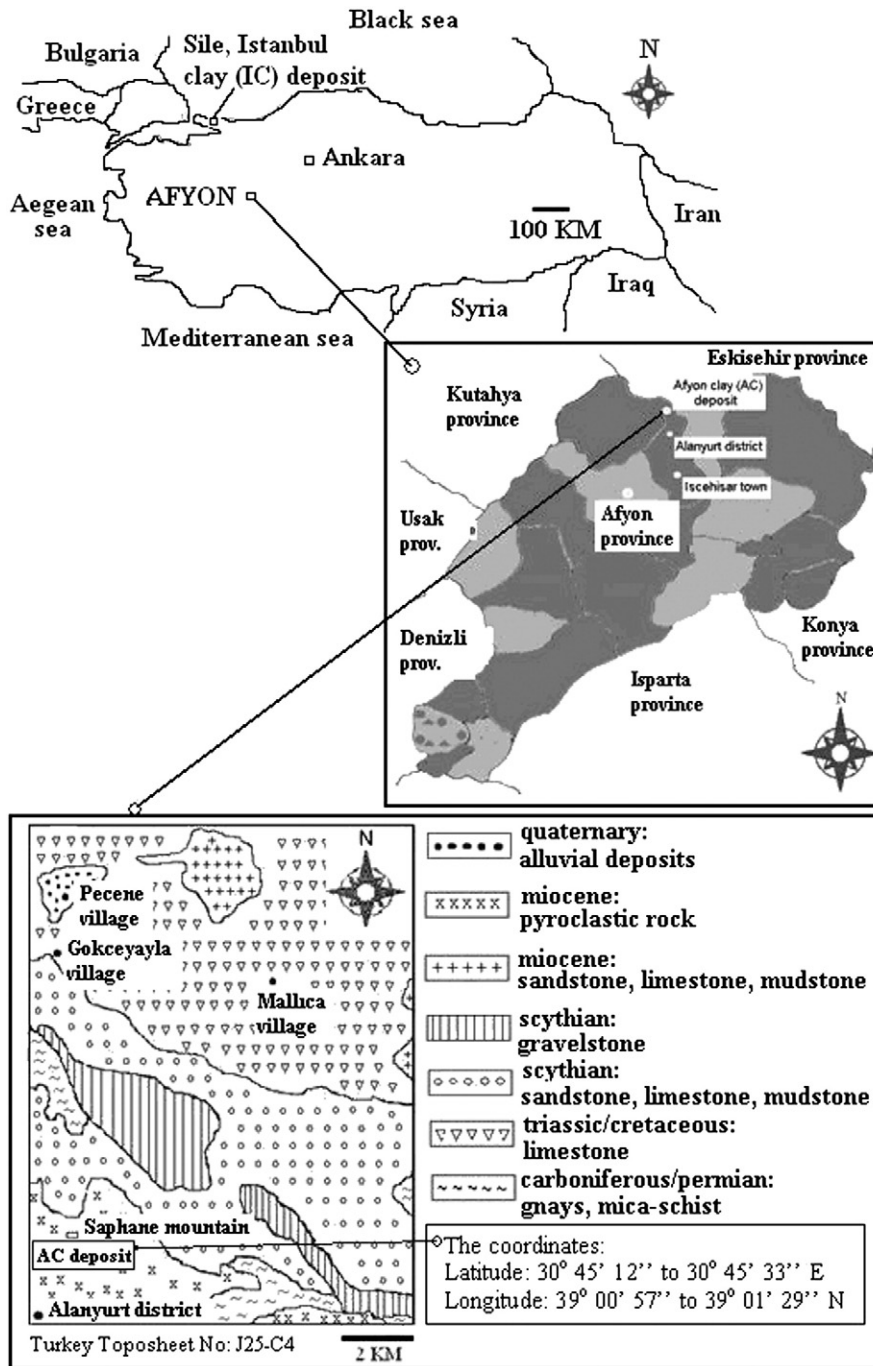 Black sea
Bulgaria
Sile, Istanbul
clay (IC) deposit
N
Greece
Ankara
AFYON
Aegean
sea
100 KM
Iran
Iraq
Syria
Mediterranean sea
Eskisehir province
Kutahya
province
Afyon clay (AC)
deposit
Alanyurt district
Iscehisar town
Usak
prov.
Afyon
province
Denizli
prov.
Konya
province
Isparta
province
N
N
Pecene
village
Gokceyayla
village
Mallıca
village
Saphane mountain
AC deposit
Alanyurt district
Turkey Toposheet No: J25-C4
2 KM
quaternary:
alluvial deposits
miocene:
pyroclastic rock
miocene:
sandstone, limestone, mudstone
scythian:
gravelstone
scythian:
sandstone, limestone, mudstone
triassic/cretaceous:
limestone
carboniferous/permian:
gnays, mica-schist
The coordinates:
Latitude: 30⁰ 45’ 12’’ to 30⁰ 45’ 33’’ E
Longitude: 39⁰ 00’ 57’’ to 39⁰ 01’ 29’’ N